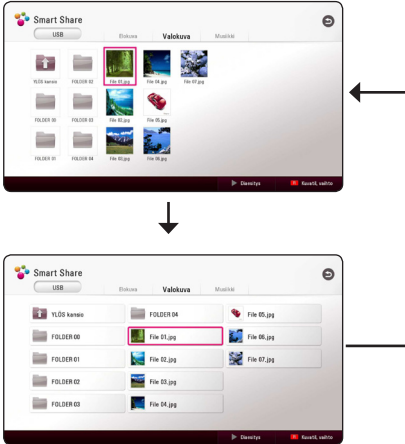 Smart Share
USB
Elokuva Valokuva Musiikki
YLÖS kansio FOLDER 02 File 01.jpg File 04.jpg File 07.jpg
FOLDER 00 FOLDER 03 File 02.jpg File 05.jpg
FOLDER 01 FOLDER 04 File 03.jpg File 06.jpg
Diaesitys Kuvatil. vaihto
Smart Share
USB
Elokuva Valokuva Musiikki
YLÖS kansio FOLDER 04 File 05.jpg
FOLDER 00 File 01.jpg File 06.jpg
FOLDER 01 File 02.jpg File 07.jpg
FOLDER 02 File 03.jpg
FOLDER 03 File 04.jpg
Diaesitys Kuvatil. vaihto